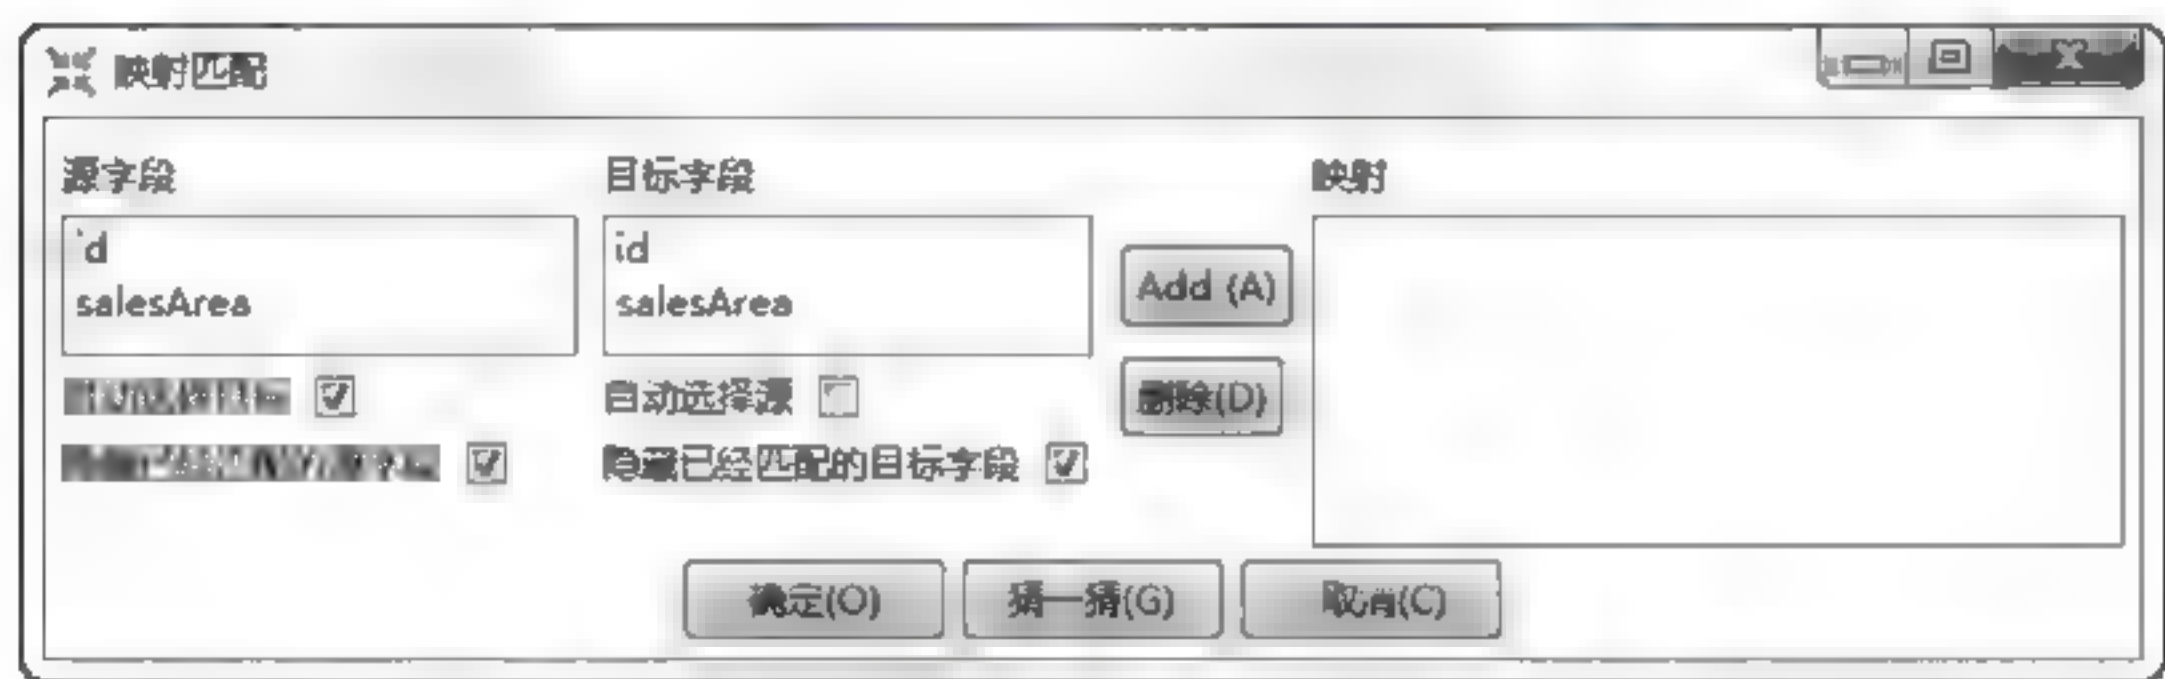 映射匹配
源字段
目标字段
映射
id
salesArea
id
salesArea
Add (A)
删除(D)
自动选择源
隐藏已经匹配的目标字段
确定(O)
猜一猜(G)
取消(C)